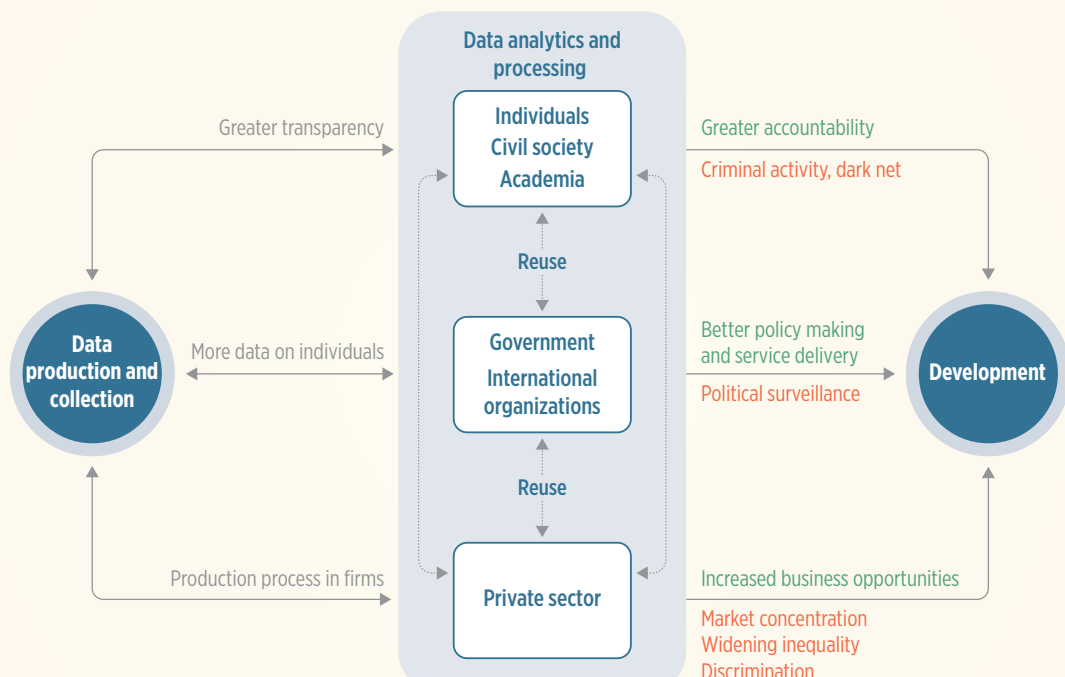 Data analytics and
processing
Individuals
Civil society
Academia
Greater transparency
Greater accountability
Criminal activity, dark net
Reuse
Data
production and
collection
More data on individuals
Government
International
organizations
Better policy making
and service delivery
Political surveillance
Development
Reuse
Production process in firms
Private sector
Increased business opportunities
Market concentration
Widening inequality
Discrimination